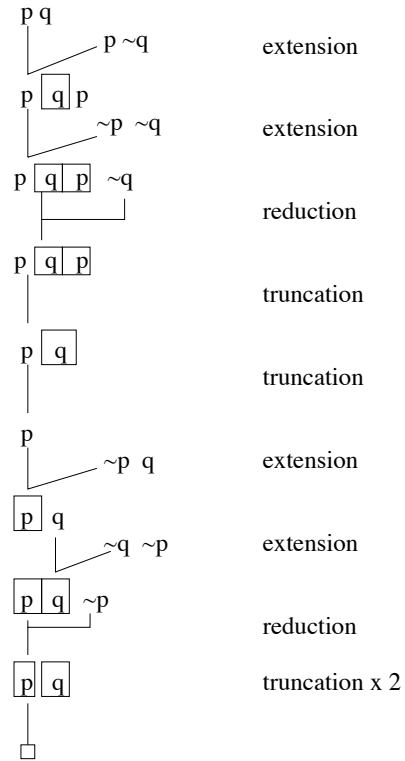 p q
p ~q extension
p q p
~p ~q extension
p q p ~q
reduction
p q p
truncation
p q
truncation
p
~p q extension
p q
~q ~p extension
p q ~p
reduction
p q truncation x 2